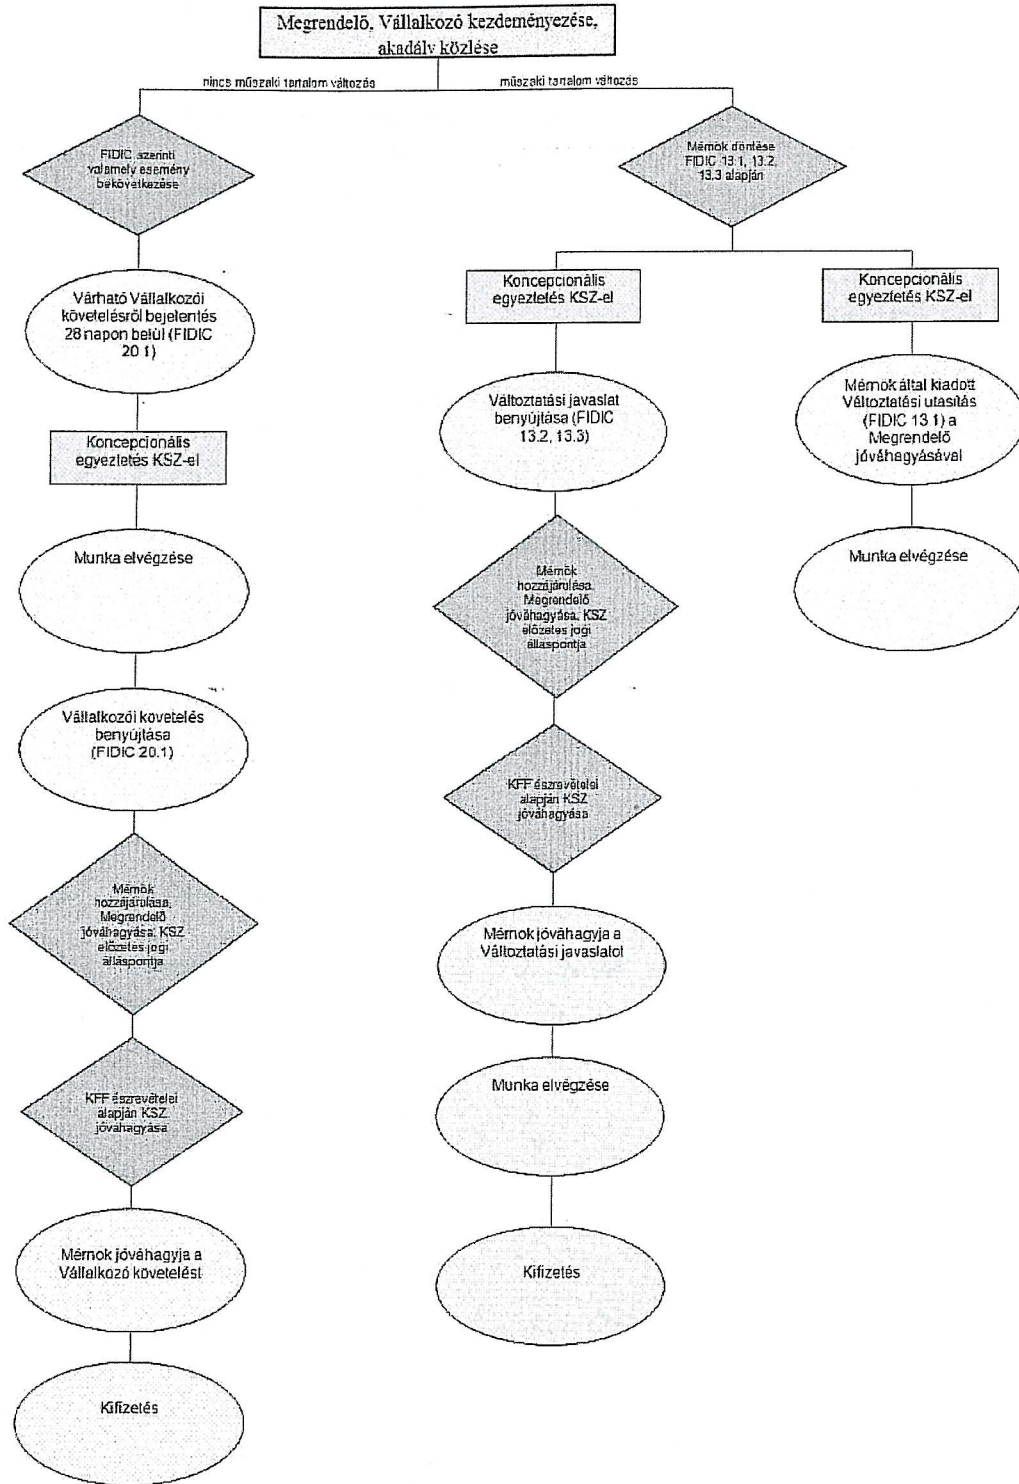 Megrendelő, Vállalkozó kezdeményezése,
akadály közlése
nincs műszaki tartalom változás
műszaki tartalom változás
FIDIC szerinti
valamely esemény
bekövetkezése
Várható Vállalkozói
követelésről bejelentés
28 napon belül (FIDIC
20.1)
Koncepcionális
egyeztetés KSZ-el
Munka elvégzése
Vállalkozói követelés
benyújtása
(FIDIC 20.1)
Mérnök
hozzájárulása,
Megrendelő
jóváhagyása, KSZ
előzetes jogi
álláspontja
KFF észrevételei
alapján KSZ
jóváhagyása
Mérnok jóváhagyja a
Vállalkozó követelést
Kifizetés
Mérnök döntése
FIDIC 13.1, 13.2,
13.3 alapján
Koncepcionális
egyeztetés KSZ-el
Változtatási javaslat
benyújtása (FIDIC
13.2, 13.3)
Mérnök
hozzájárulása,
Megrendelő
jóváhagyása, KSZ
előzetes jogi
álláspontja
KFF észrevételei
alapján KSZ
jóváhagyása
Mérnok jóváhagyja a
Változtatási javaslatot
Munka elvégzése
Kifizetés
Koncepcionális
egyeztetés KSZ-el
Mérnök által kiadott
Változtatási utasítás
(FIDIC 13.1) a
Megrendelő
jóváhagyásával
Munka elvégzése